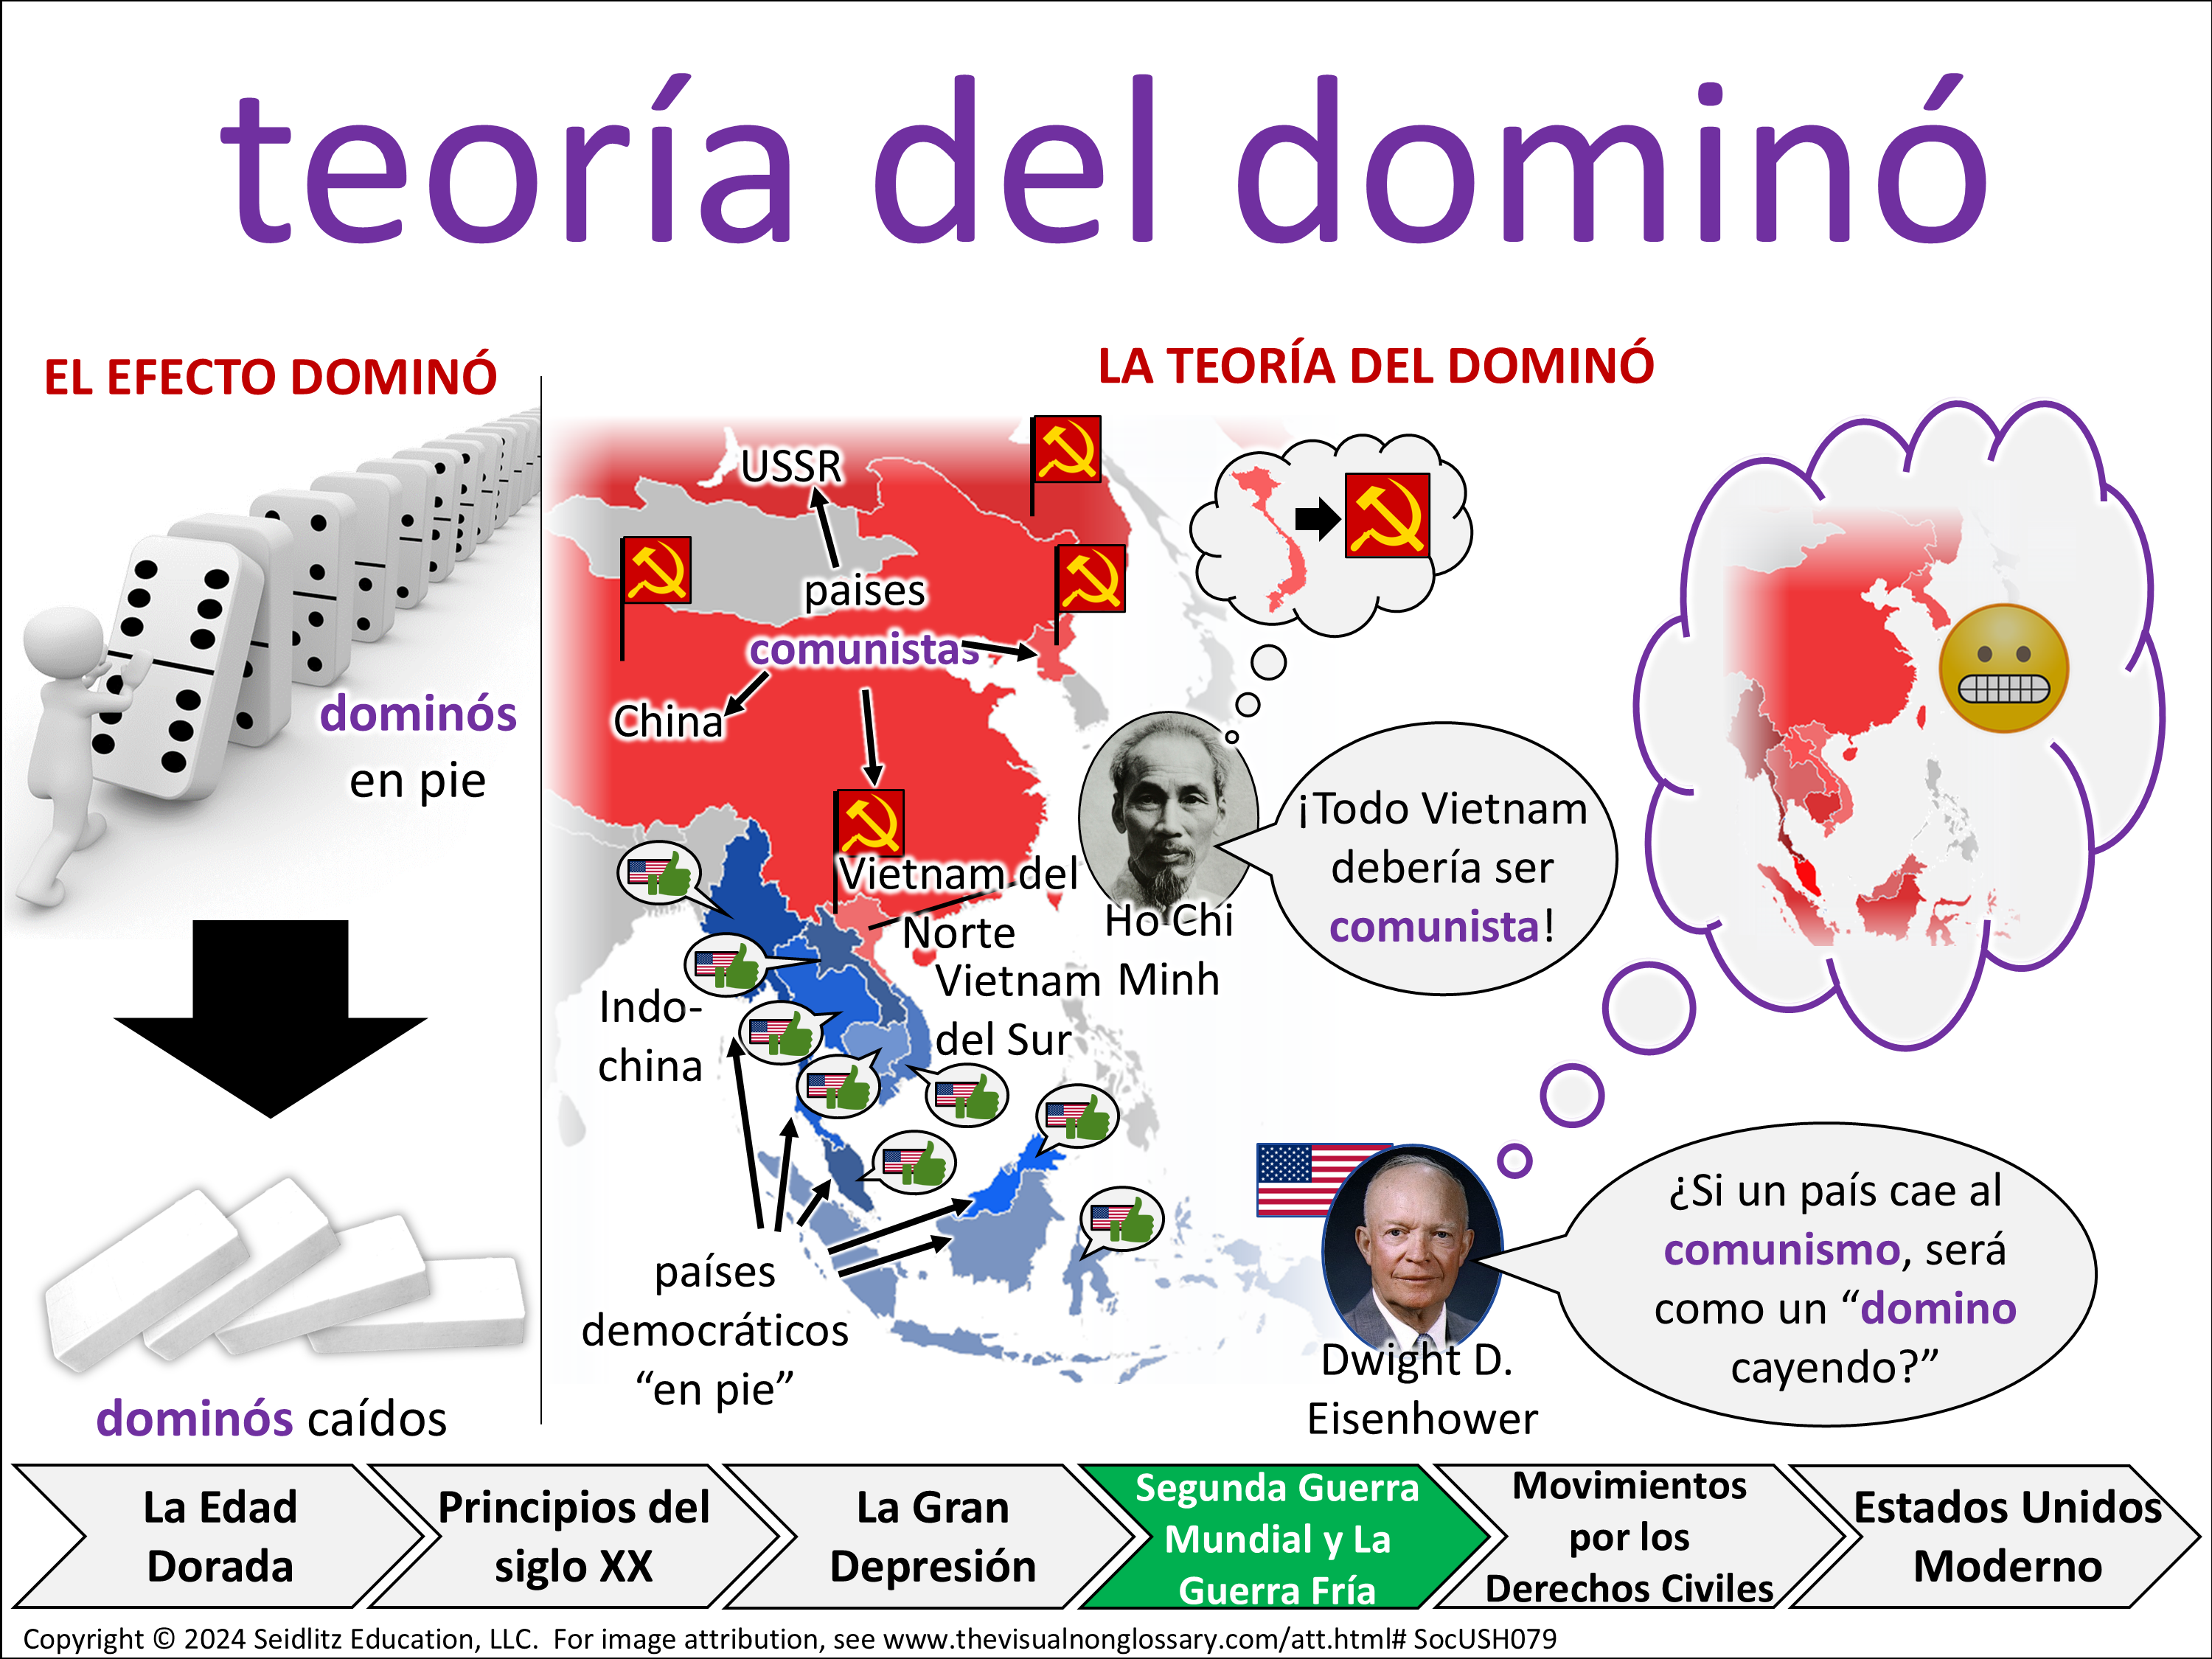 teoría del dominó
EL EFECTO DOMINÓ
dominós
en pie
dominós caídos
LA TEORÍA DEL DOMINÓ
USSR
paises
comunistas
China
Vietnam del
Norte
Vietnam
del Sur
Indo-
china
países
democráticos
“en pie”
Ho Chi
Minh
¡Todo Vietnam
debería ser
comunista!
Dwight D.
Eisenhower
¿Si un país cae al
comunismo, será
como un “domino
cayendo?”
La Edad
Dorada
Principios del
siglo XX
La Gran
Depresión
Segunda Guerra
Mundial y La
Guerra Fría
Movimientos
por los
Derechos Civiles
Estados Unidos
Moderno
Copyright © 2024 Seidlitz Education, LLC.  For image attribution, see www.thevisualnonglossary.com/att.html# SocUSH079